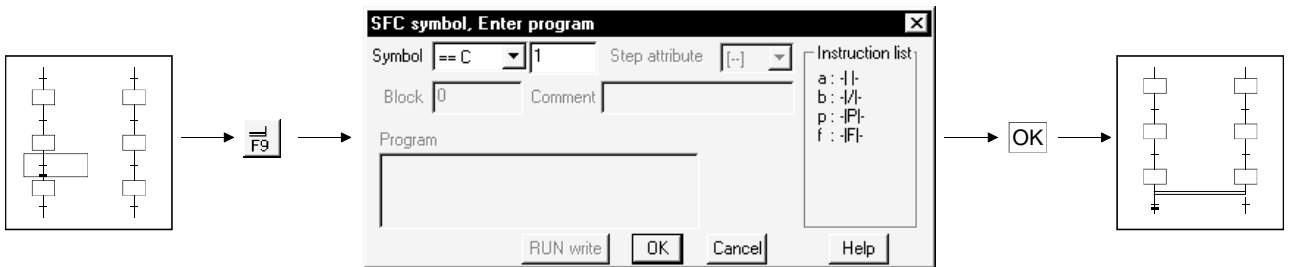 SFC symbol, Enter program
Symbol == C 1 Step attribute [--] Instruction list
a : -| |-
b : -|/|-
p : -|P|-
f : -|F|-
Block 0 Comment
Program
F9
OK
RUN write OK Cancel Help